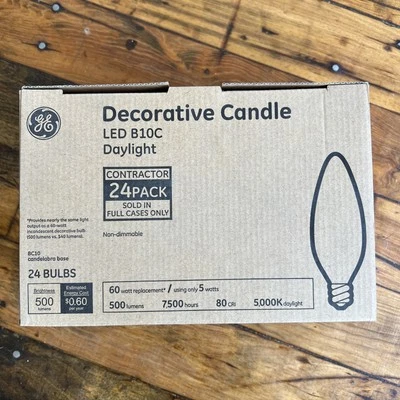 GE
Decorative Candle
LED B10C
Daylight
CONTRACTOR
24PACK
SOLD IN
FULL CASES ONLY
Non-dimmable
*Provides nearly the same light
output as a 60-watt
incandescent decorative bulb
(500 lumens vs. 540 lumens).
BC10
candelabra base
24 BULBS
Brightness
500
lumens
Estimated
Energy Cost
$0.60
per year
60 watt replacement* / using only 5 watts
500 lumens 7,500 hours 80 CRI 5,000K daylight